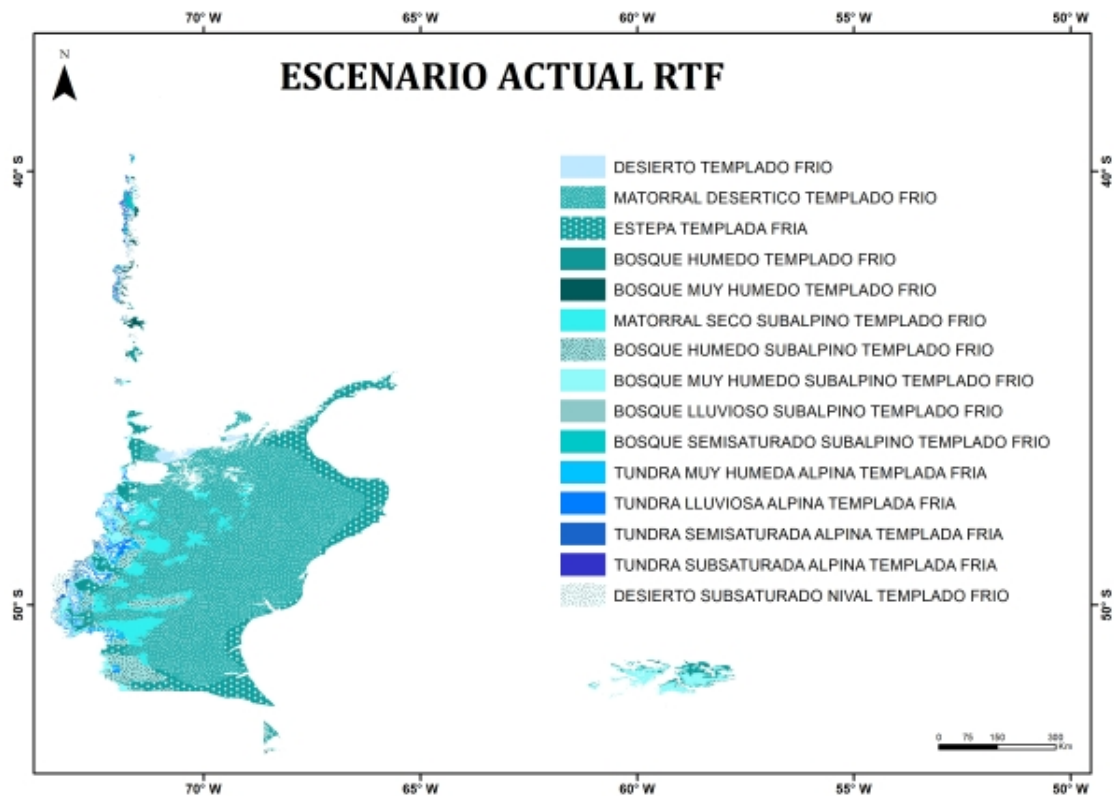 70° W 65° W 60° W 55° W 50° W
N
ESCENARIO ACTUAL RTF
40° S 40° S
DESIERTO TEMPLADO FRIO
MATORRAL DESERTICO TEMPLADO FRIO
ESTEPA TEMPLADA FRIA
BOSQUE HUMEDO TEMPLADO FRIO
BOSQUE MUY HUMEDO TEMPLADO FRIO
MATORRAL SECO SUBALPINO TEMPLADO FRIO
BOSQUE HUMEDO SUBALPINO TEMPLADO FRIO
BOSQUE MUY HUMEDO SUBALPINO TEMPLADO FRIO
BOSQUE LLUVIOSO SUBALPINO TEMPLADO FRIO
BOSQUE SEMISATURADO SUBALPINO TEMPLADO FRIO
TUNDRA MUY HUMEDA ALPINA TEMPLADA FRIA
TUNDRA LLUVIOSA ALPINA TEMPLADA FRIA
TUNDRA SEMISATURADA ALPINA TEMPLADA FRIA
TUNDRA SUBSATURADA ALPINA TEMPLADA FRIA
DESIERTO SUBSATURADO NIVAL TEMPLADO FRIO
50° S 50° S
0 75 150 300
Km
70° W 65° W 60° W 55° W 50° W